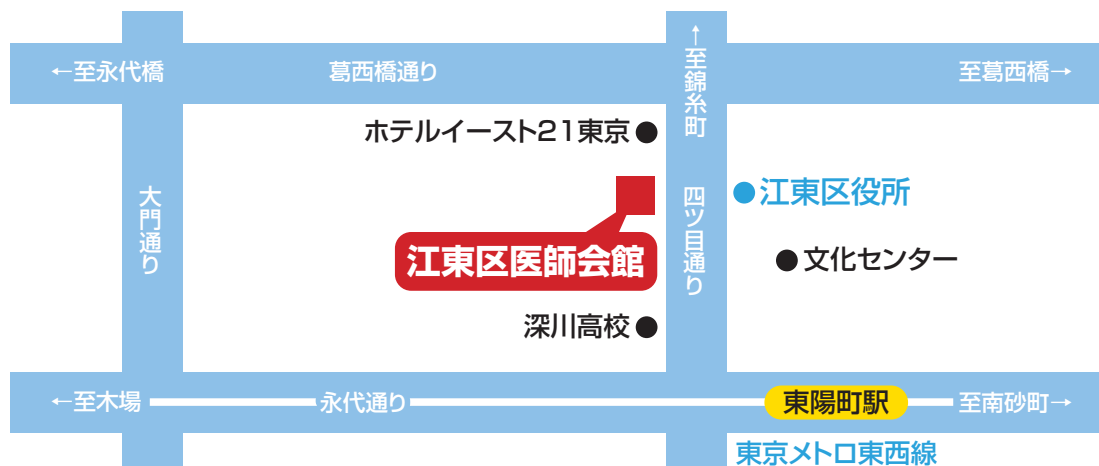 ←至永代橋
葛西橋通り
↑至錦糸町
至葛西橋→
ホテルイースト21東京
大門通り
四ツ目通り
江東区役所
江東区医師会館
文化センター
深川高校
←至木場
永代通り
東陽町駅
至南砂町→
東京メトロ東西線